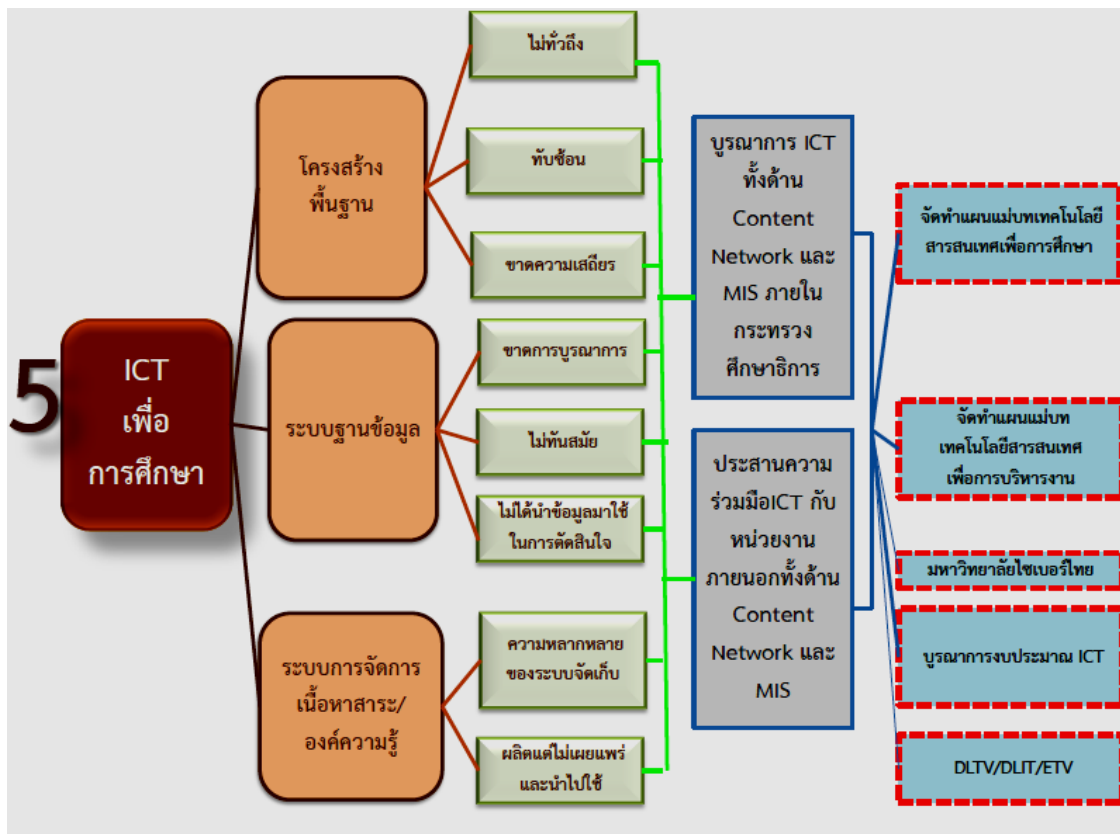 5
ICT
เพื่อ
การศึกษา
โครงสร้าง
พื้นฐาน
ระบบฐานข้อมูล
ระบบการจัดการ
เนื้อหาสาระ/
องค์ความรู้
ไม่ทั่วถึง
ทับซ้อน
ขาดความเสถียร
ขาดการบูรณาการ
ไม่ทันสมัย
ไม่ได้นำข้อมูลมาใช้
ในการตัดสินใจ
ความหลากหลาย
ของระบบจัดเก็บ
ผลิตแต่ไม่เผยแพร่
และนำไปใช้
บูรณาการ ICT
ทั้งด้าน
Content
Network และ
MIS ภายใน
กระทรวง
ศึกษาธิการ
ประสานความ
ร่วมมือICT กับ
หน่วยงาน
ภายนอกทั้งด้าน
Content
Network และ
MIS
จัดทำแผนแม่บทเทคโนโลยี
สารสนเทศเพื่อการศึกษา
จัดทำแผนแม่บท
เทคโนโลยีสารสนเทศ
เพื่อการบริหารงาน
มหาวิทยาลัยไซเบอร์ไทย
บูรณาการงบประมาณ ICT
DLTV/DLIT/ETV